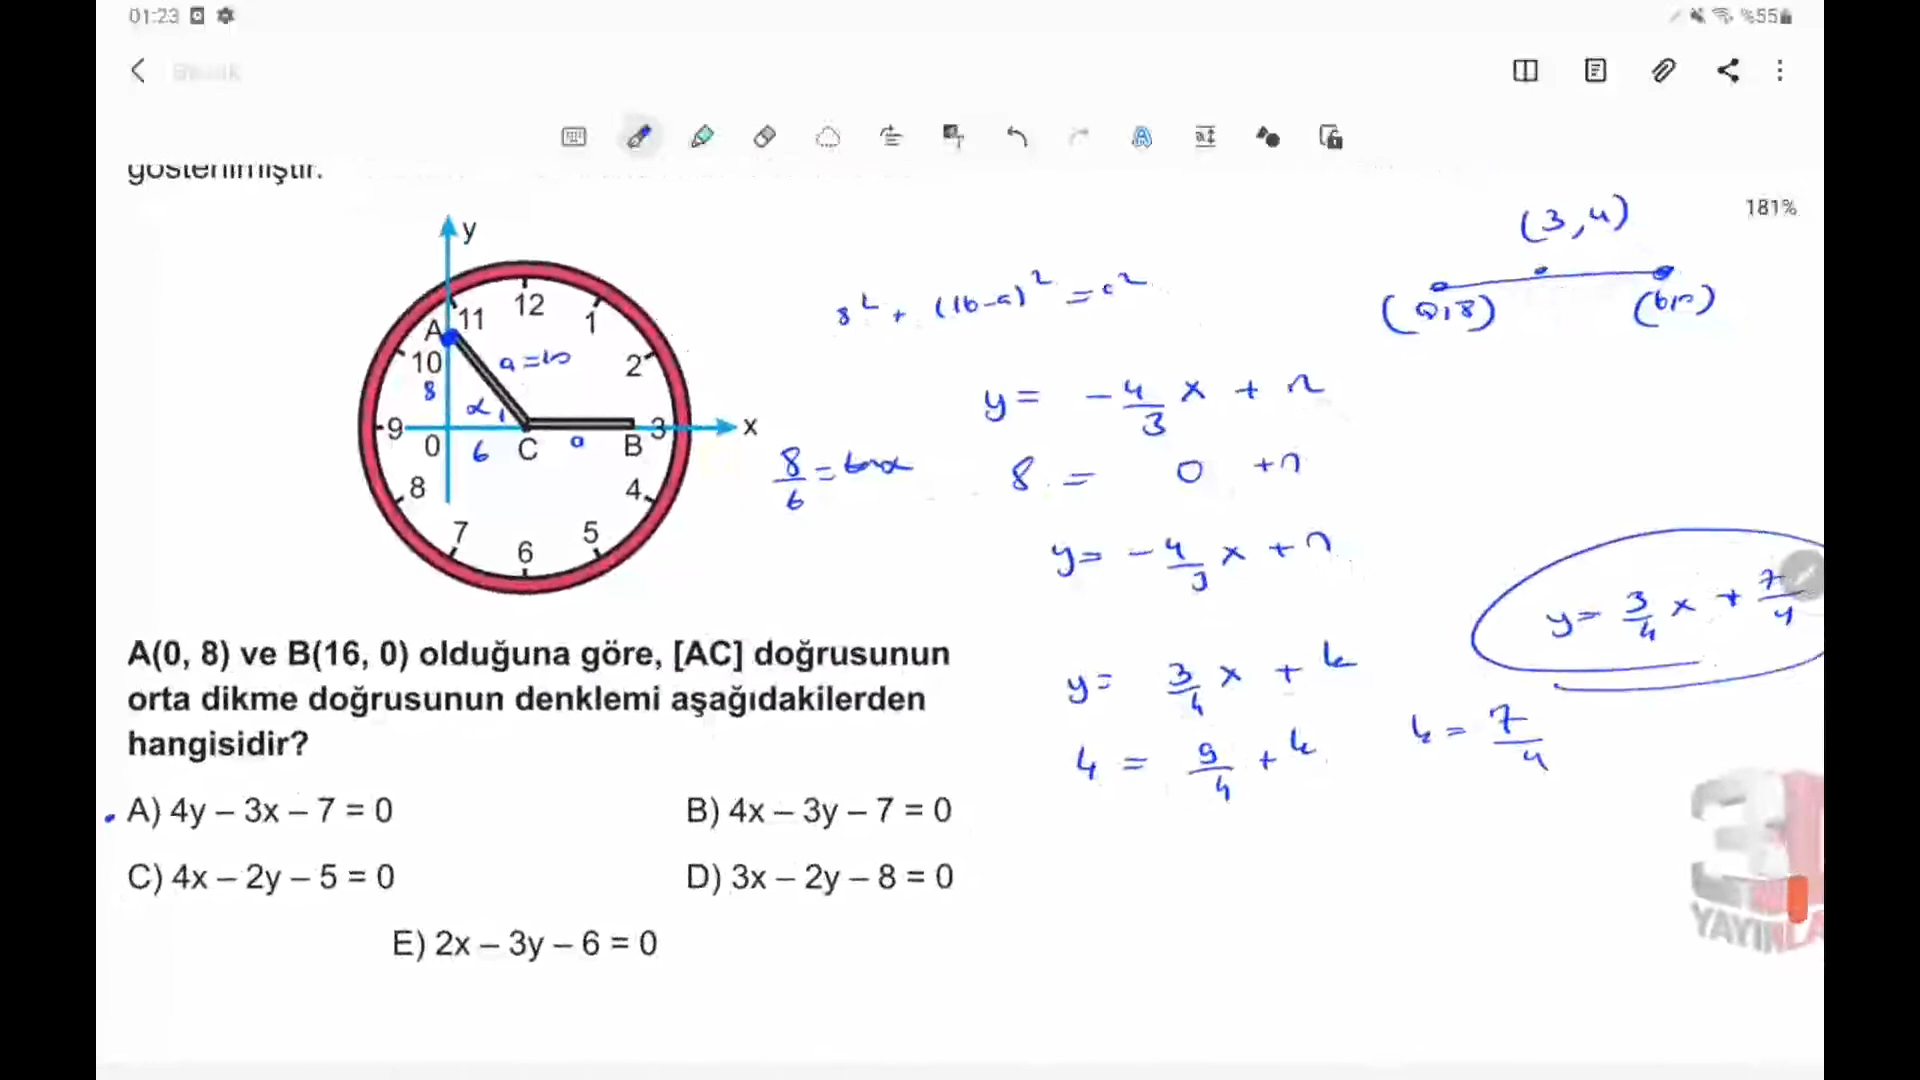 01:23
%55
181%
gösterilmiştir.
y
12
11
1
A
10
2
a=10
8
α
9
3
x
0
6
C
a
B
8
4
7
5
6
8² + (16-a)² = a²
(3, 4)
(0,8)
(6,0)
8/6 = tanα
y = -4/3 x + n
8 = 0 + n
y = -4/3 x + n
y = 3/4 x + k
4 = 9/4 + k
k = 7/4
y = 3/4 x + 7/4
A(0, 8) ve B(16, 0) olduğuna göre, [AC] doğrusunun
orta dikme doğrusunun denklemi aşağıdakilerden
hangisidir?
A) 4y – 3x – 7 = 0
B) 4x – 3y – 7 = 0
C) 4x – 2y – 5 = 0
D) 3x – 2y – 8 = 0
E) 2x – 3y – 6 = 0
3D
YAYINLA